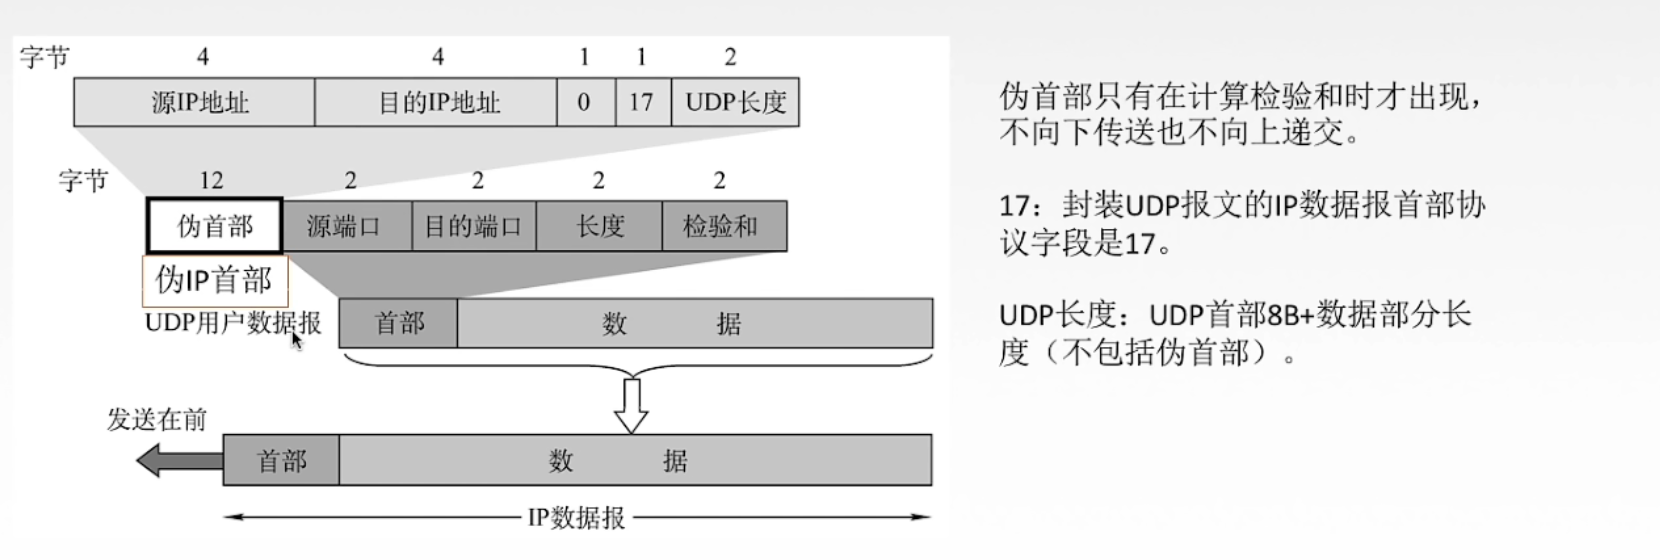 字节 4 4 1 1 2
源IP地址 目的IP地址 0 17 UDP长度
字节 12 2 2 2 2
伪首部 源端口 目的端口 长度 检验和
伪IP首部
UDP用户数据报 首部 数 据
发送在前
首部 数 据
IP数据报
伪首部只有在计算检验和时才出现，
不向下传送也不向上递交。
17：封装UDP报文的IP数据报首部协
议字段是17。
UDP长度：UDP首部8B+数据部分长
度（不包括伪首部）。